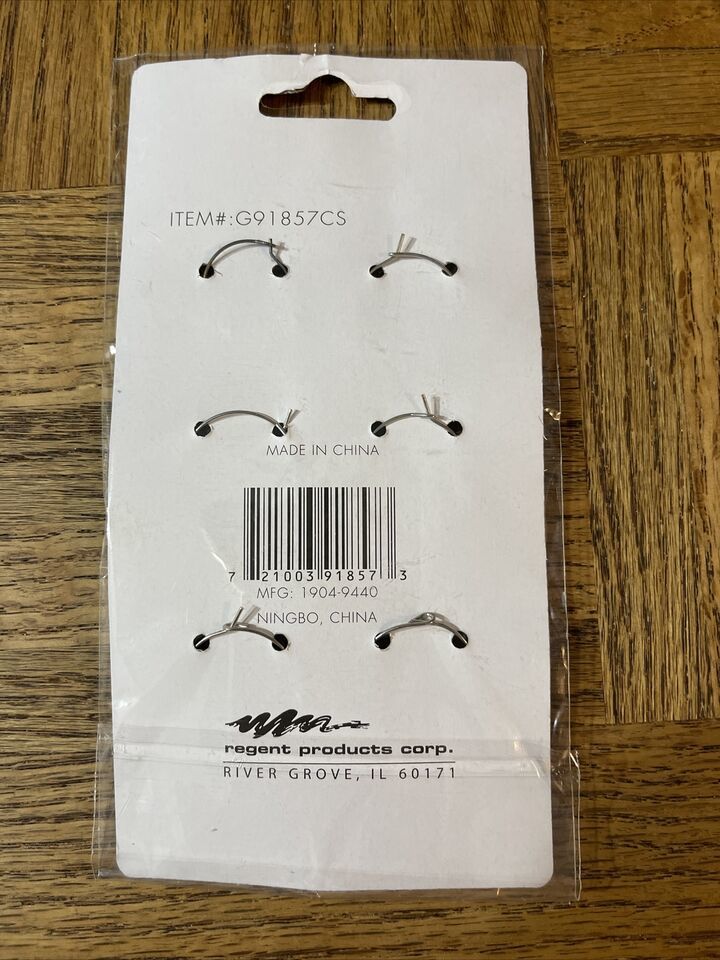 ITEM#:G91857CS
MADE IN CHINA
7 21003 91857 3
MFG: 1904-9440
NINGBO, CHINA
regent products corp.
RIVER GROVE, IL 60171